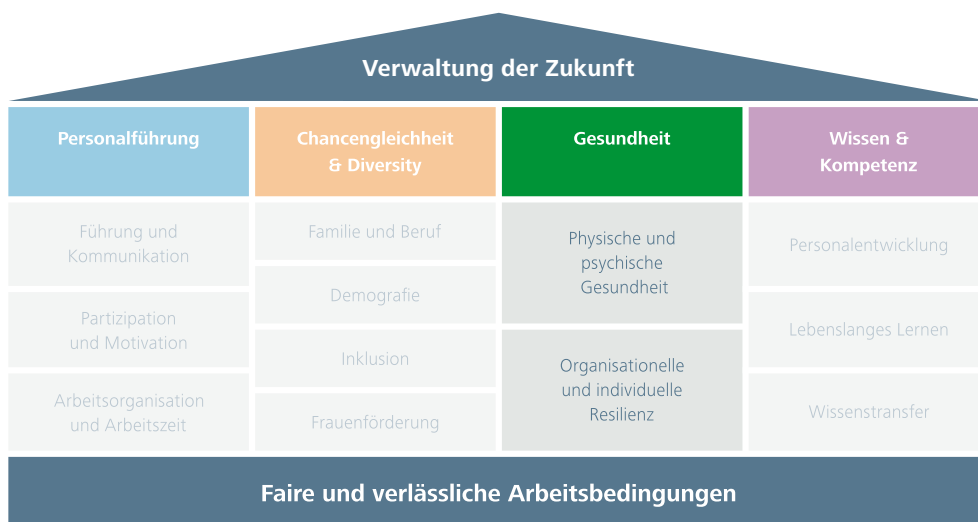 Verwaltung der Zukunft
Personalführung
Chancengleichheit
& Diversity
Gesundheit
Wissen &
Kompetenz
Führung und
Kommunikation
Partizipation
und Motivation
Arbeitsorganisation
und Arbeitszeit
Familie und Beruf
Demografie
Inklusion
Frauenförderung
Physische und
psychische
Gesundheit
Organisationelle
und individuelle
Resilienz
Personalentwicklung
Lebenslanges Lernen
Wissenstransfer
Faire und verlässliche Arbeitsbedingungen